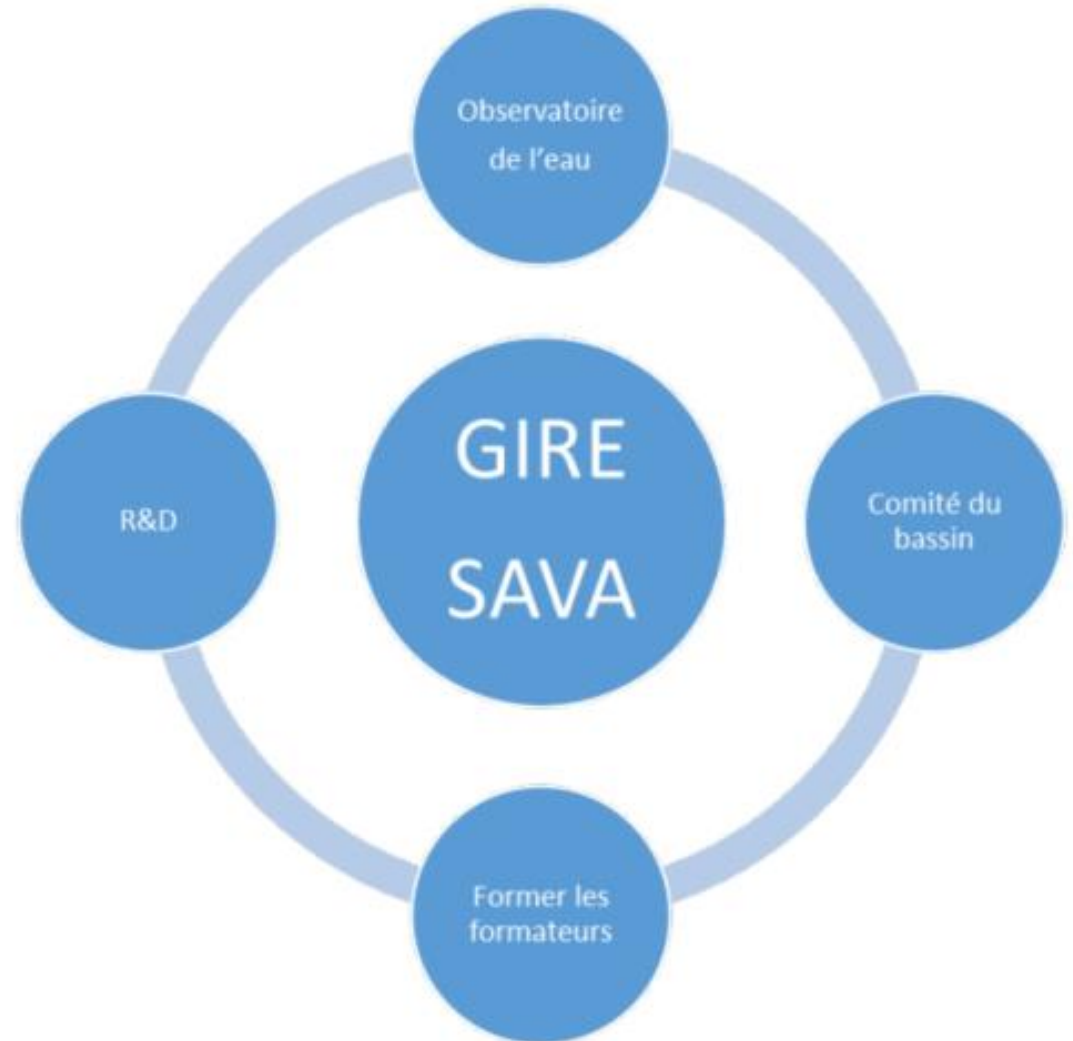 Observatoire
de l'eau
GIRE
SAVA
R&D
Comité du
bassin
Former les
formateurs